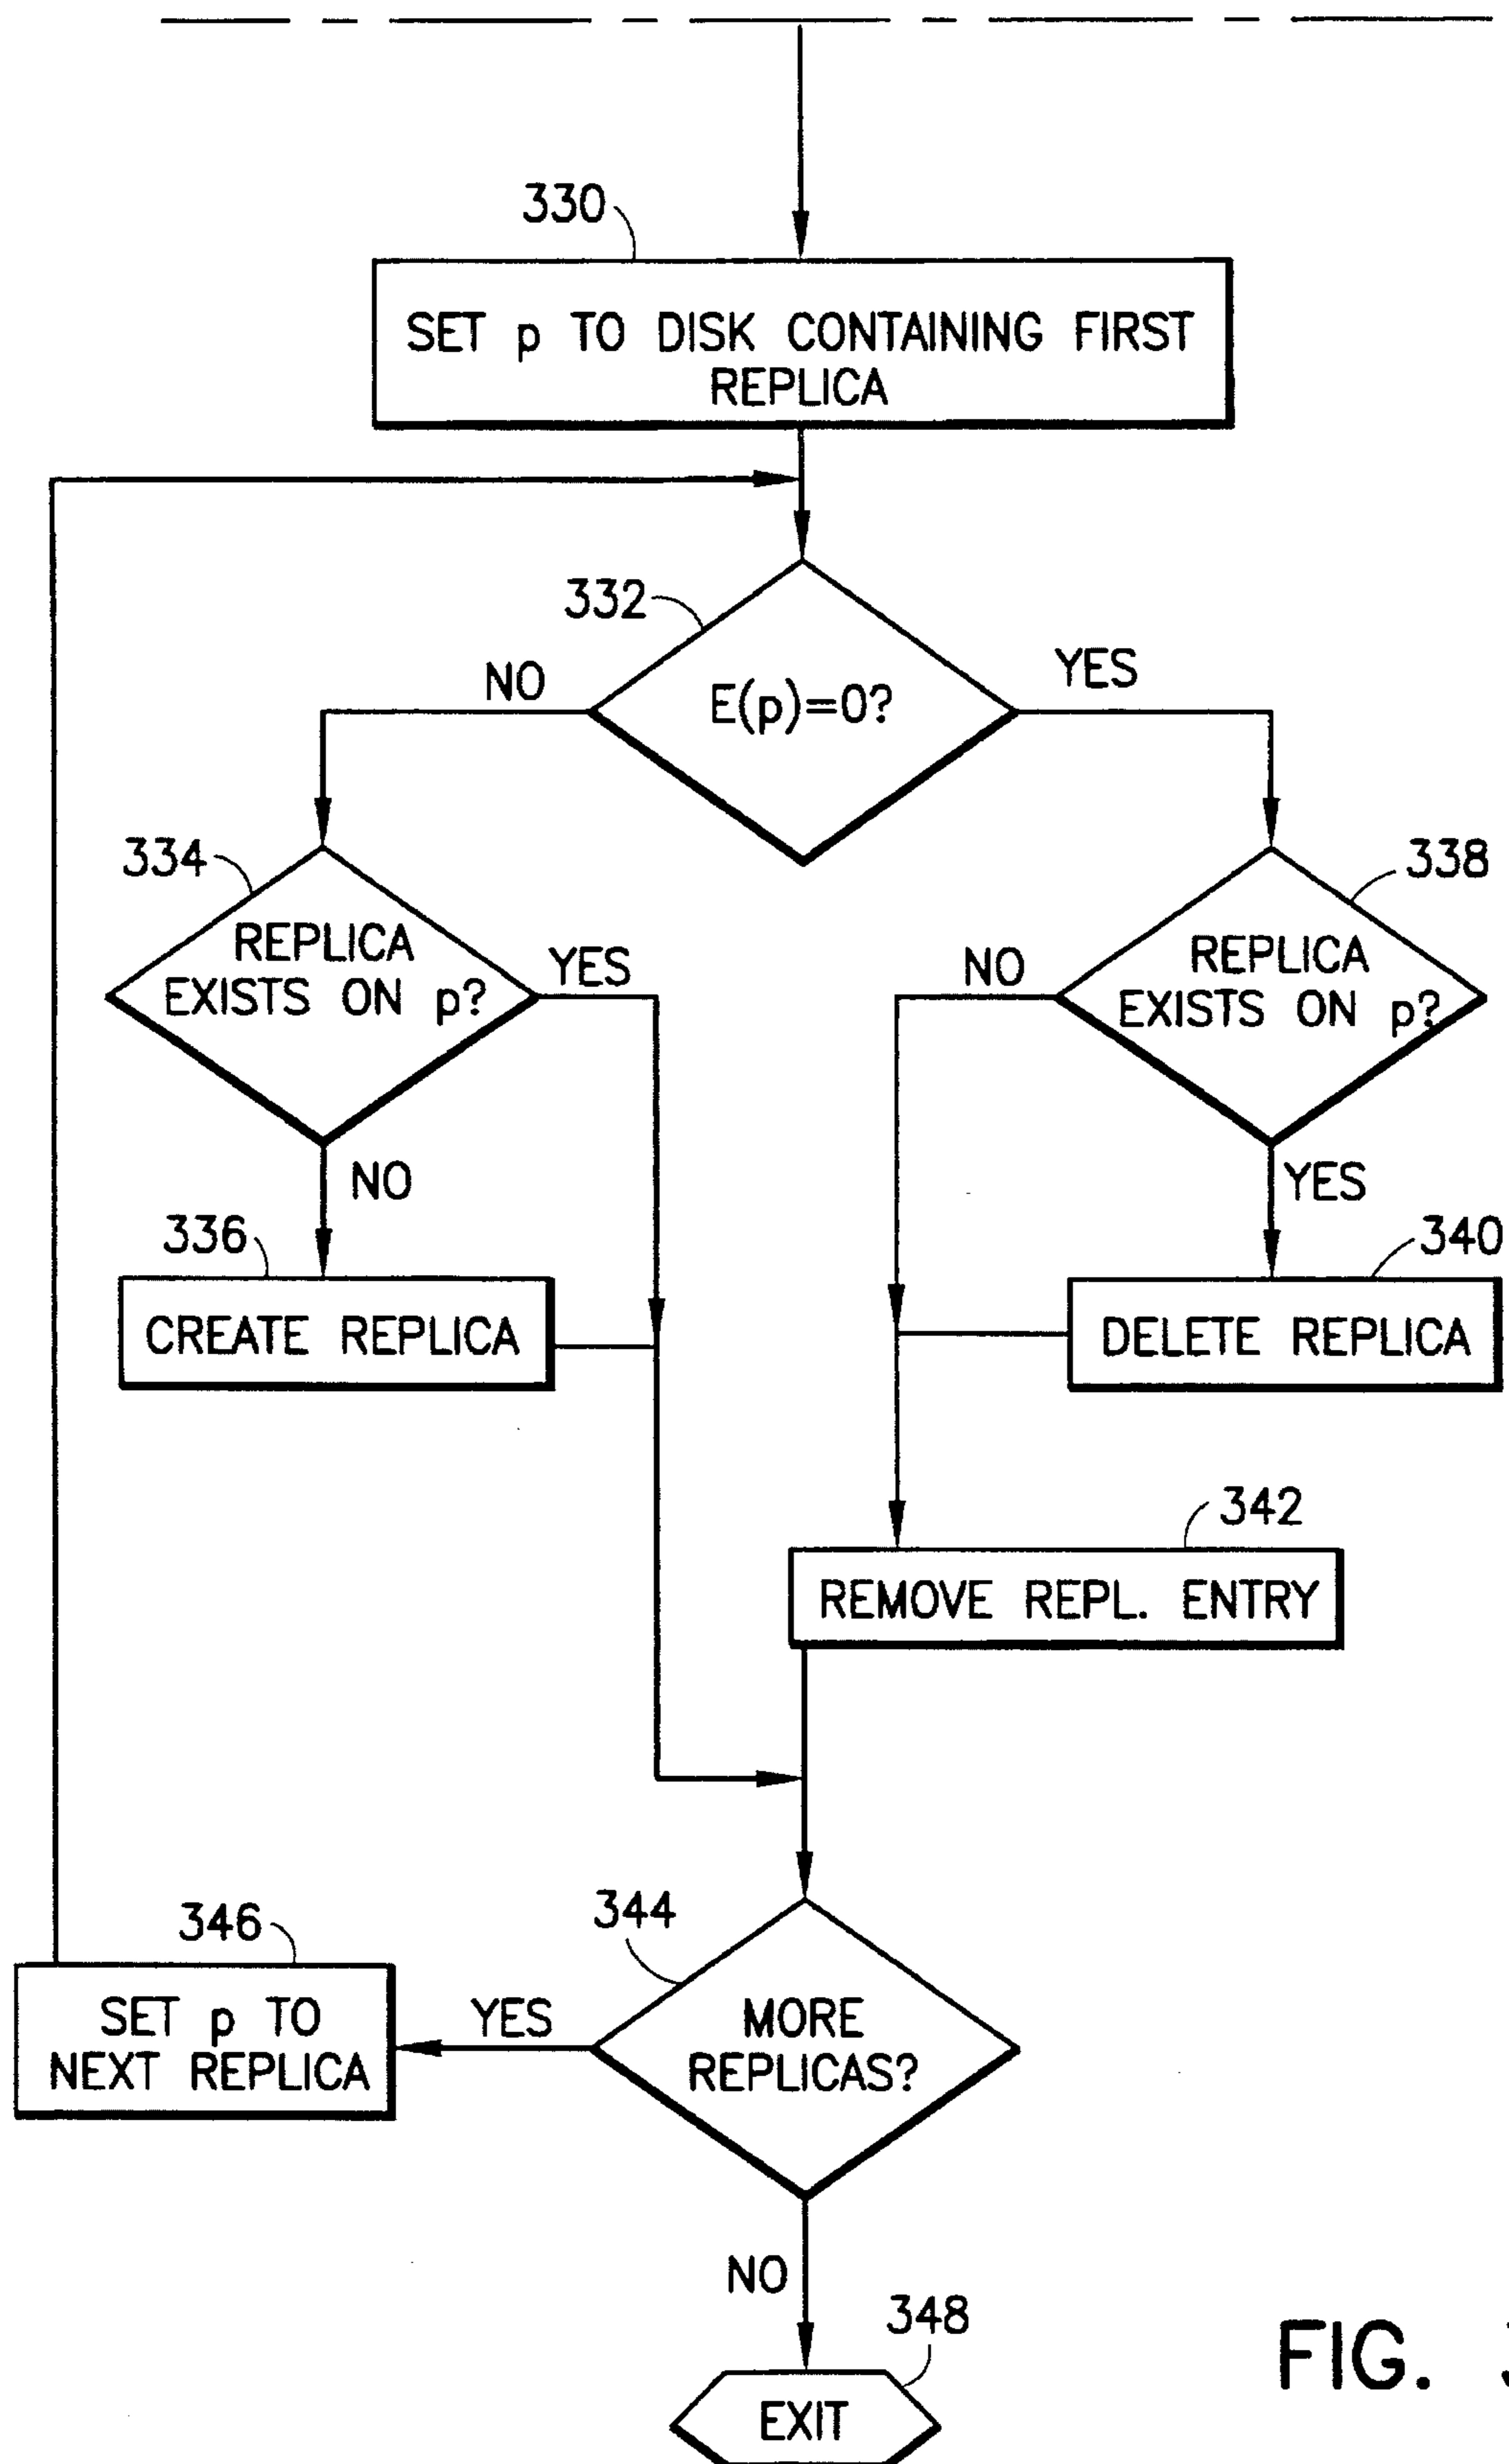 330
SET p TO DISK CONTAINING FIRST
REPLICA
332
NO
E(p)=0?
YES
334
REPLICA
EXISTS ON p?
YES
NO
338
REPLICA
EXISTS ON p?
NO
YES
336
CREATE REPLICA
340
DELETE REPLICA
342
REMOVE REPL. ENTRY
344
MORE
REPLICAS?
YES
346
SET p TO
NEXT REPLICA
NO
348
EXIT
FIG.